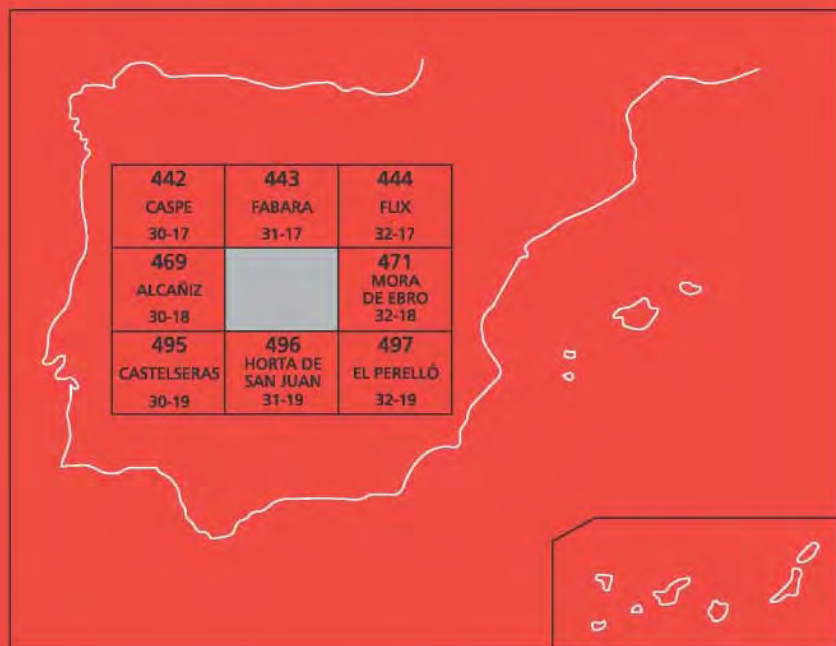 442
CASPE
30-17
443
FABARA
31-17
444
FLIX
32-17
469
ALCAÑIZ
30-18
471
MORA
DE EBRO
32-18
495
CASTELSERAS
30-19
496
HORTA DE
SAN JUAN
31-19
497
EL PERELLÓ
32-19